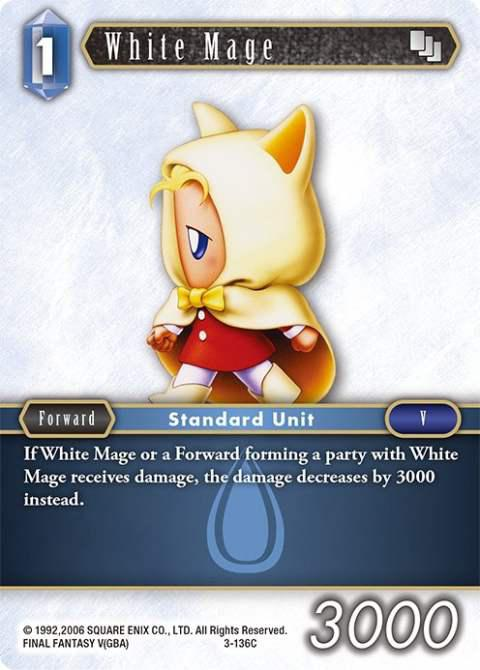 1
White Mage
Forward
Standard Unit
V
If White Mage or a Forward forming a party with White
Mage receives damage, the damage decreases by 3000
instead.
© 1992,2006 SQUARE ENIX CO., LTD. All Rights Reserved.
FINAL FANTASY V(GBA)
3-136C
3000